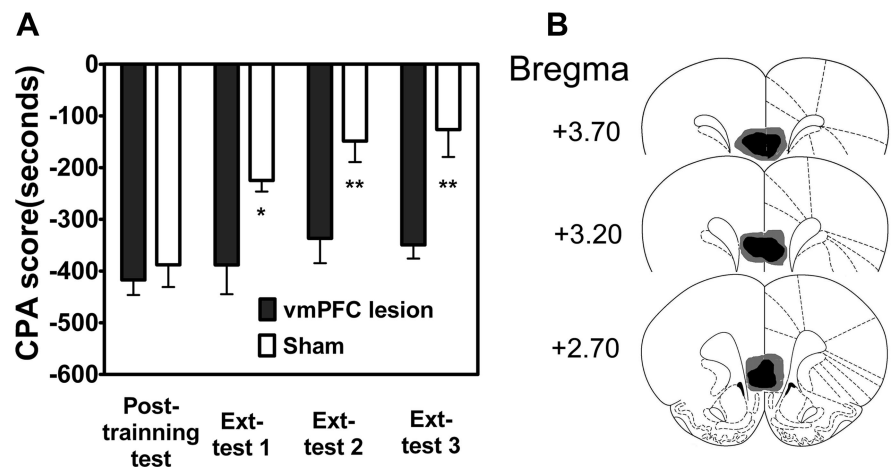 A
CPA score(seconds)
0
-100
-200
-300
-400
-500
-600
*
**
**
vmPFC lesion
Sham
Post-
trainning
test
Ext-
test 1
Ext-
test 2
Ext-
test 3
B
Bregma
+3.70
+3.20
+2.70